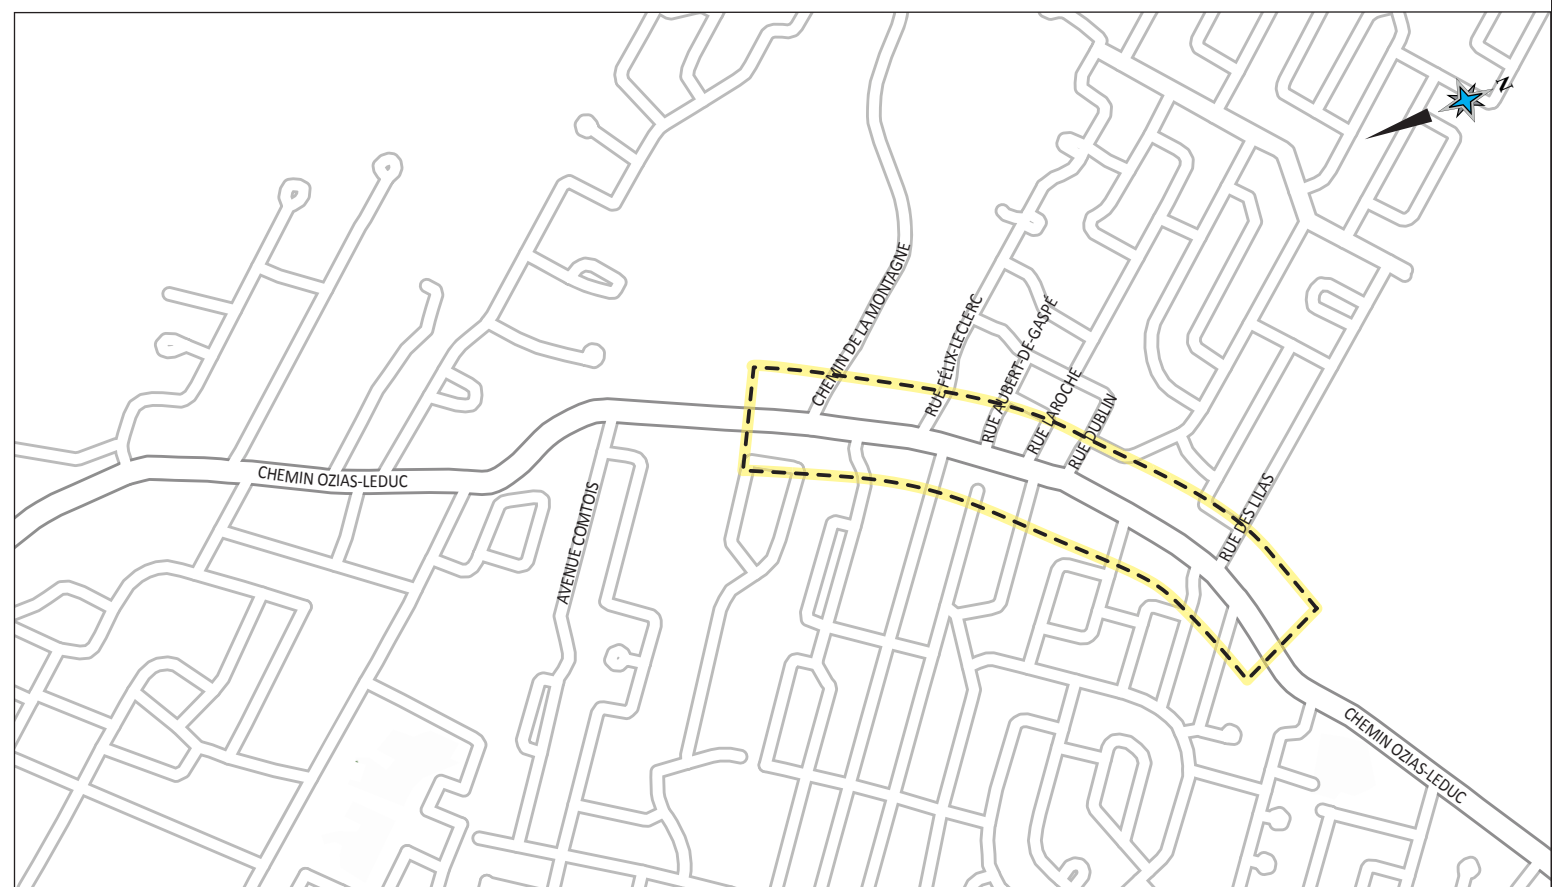 N
CHEMIN DE LA MONTAGNE
RUE FÉLIX-LECLERC
RUE AUBERT-DE-GASPÉ
RUE LAROCHE
RUE DUBLIN
CHEMIN OZIAS-LEDUC
AVENUE COMTOIS
RUE DES LILAS
CHEMIN OZIAS-LEDUC